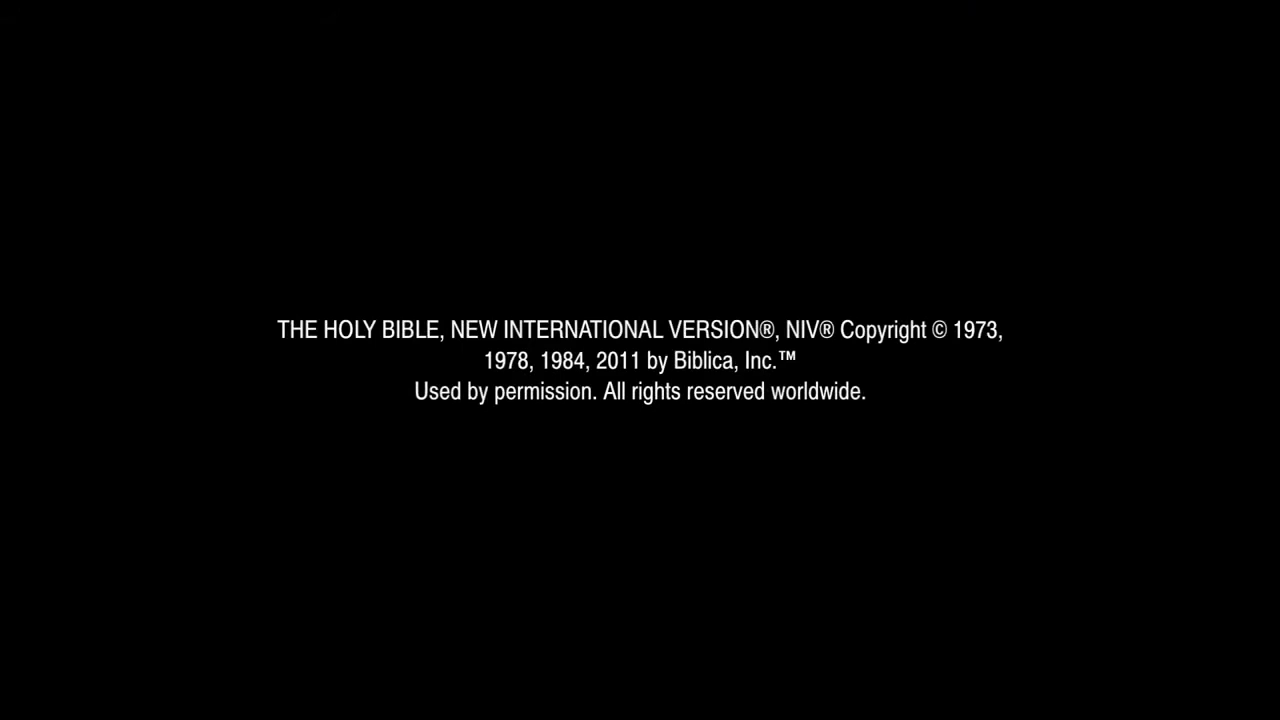 THE HOLY BIBLE, NEW INTERNATIONAL VERSION®, NIV® Copyright © 1973,
1978, 1984, 2011 by Biblica, Inc.™
Used by permission. All rights reserved worldwide.